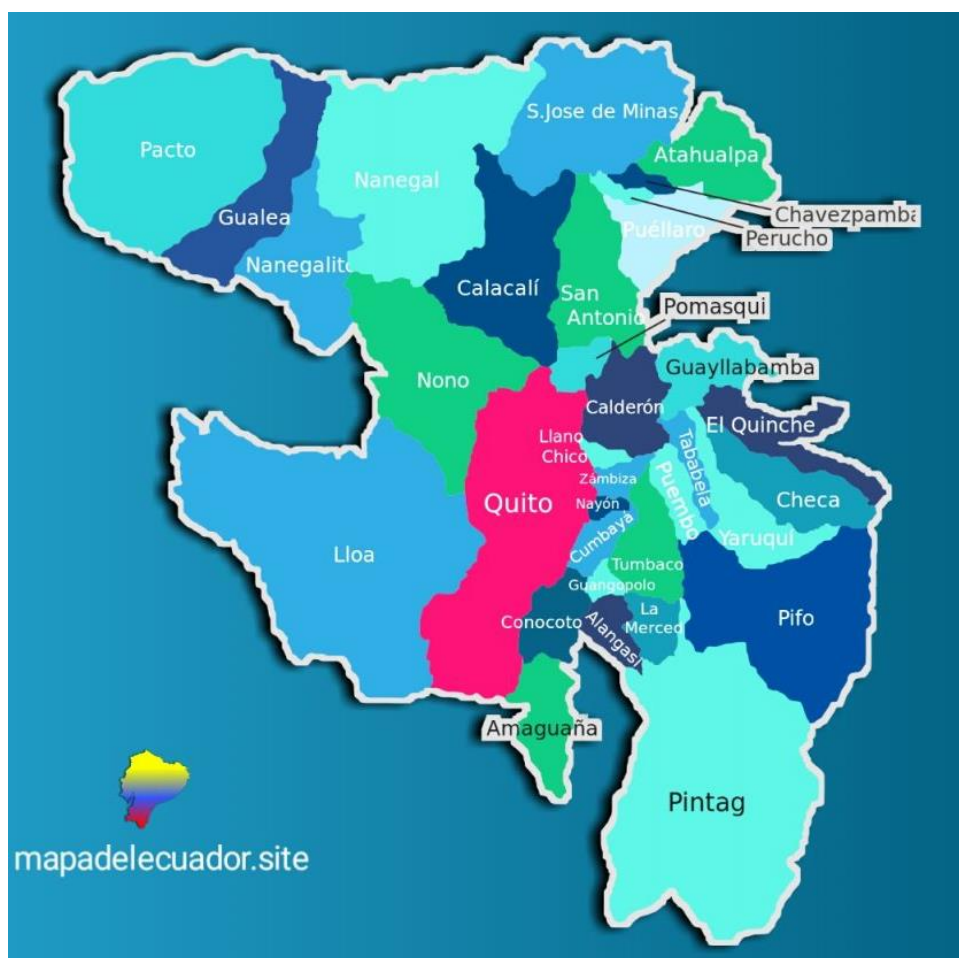 S.Jose de Minas
Pacto
Atahualpa
Nanegal
Gualea
Chavezpamba
Perucho
Puéllaro
Nanegalito
Calacalí
San
Antonio
Pomasqui
Guayllabamba
Nono
Calderón
El Quinche
Llano
Chico
Tababela
Zámbiza
Puembo
Checa
Quito
Nayón
Cumbaya
Yaruquí
Lloa
Tumbaco
Guangopolo
La
Merced
Conocoto
Alangasi
Pifo
Amaguaña
Pintag
mapadelecuador.site